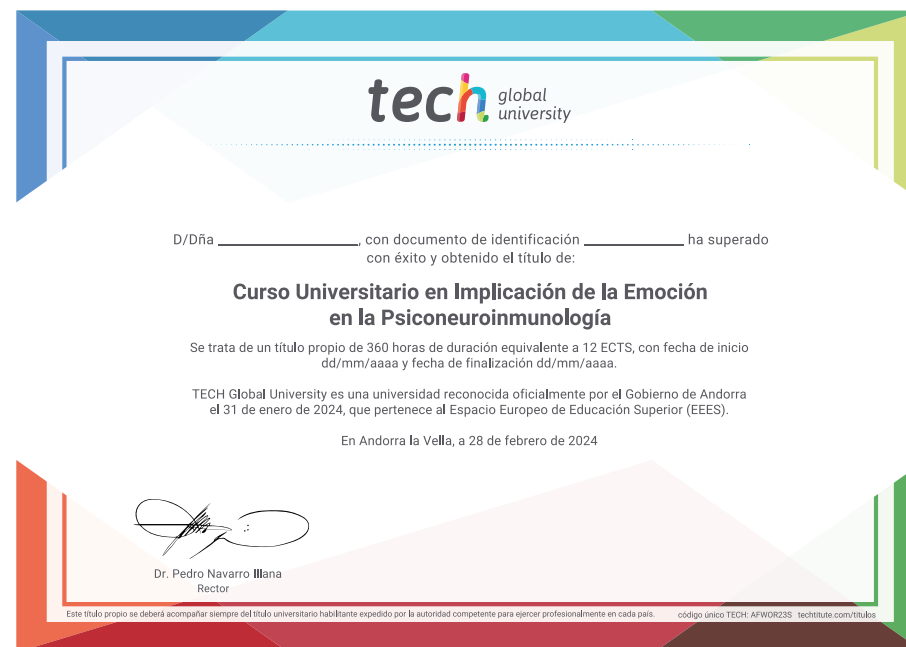 tech global university
D/Dña ____________________, con documento de identificación ______________ ha superado
con éxito y obtenido el título de:
Curso Universitario en Implicación de la Emoción
en la Psiconeuroinmunología
Se trata de un título propio de 360 horas de duración equivalente a 12 ECTS, con fecha de inicio
dd/mm/aaaa y fecha de finalización dd/mm/aaaa.
TECH Global University es una universidad reconocida oficialmente por el Gobierno de Andorra
el 31 de enero de 2024, que pertenece al Espacio Europeo de Educación Superior (EEES).
En Andorra la Vella, a 28 de febrero de 2024
Dr. Pedro Navarro Illana
Rector
Este título propio se deberá acompañar siempre del título universitario habilitante expedido por la autoridad competente para ejercer profesionalmente en cada país. código único TECH: AFWOR23S techtitute.com/titulos